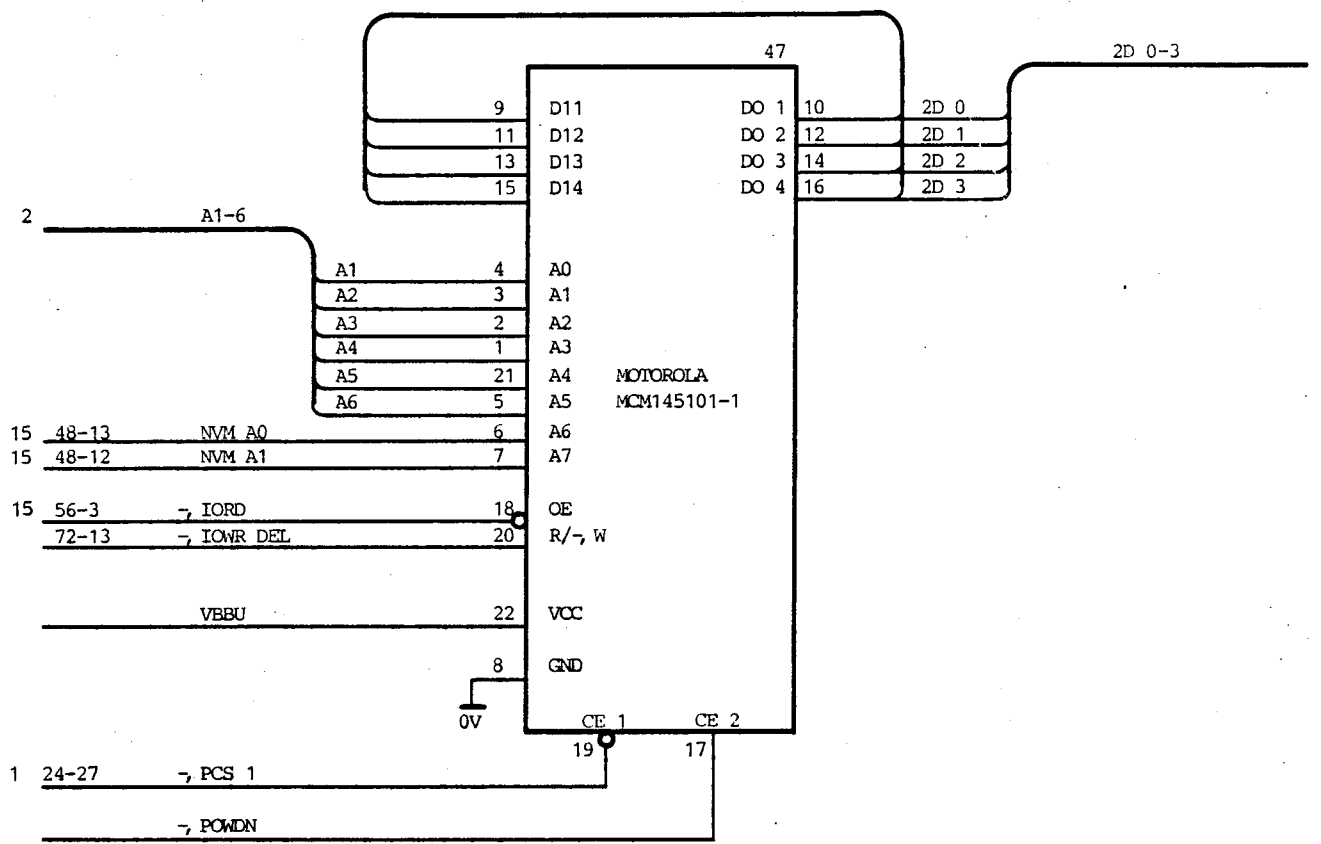 47
2D 0-3
9 D11 DO 1 10 2D 0
11 D12 DO 2 12 2D 1
13 D13 DO 3 14 2D 2
15 D14 DO 4 16 2D 3
2 A1-6
A1 4 A0
A2 3 A1
A3 2 A2
A4 1 A3
A5 21 A4 MOTOROLA
A6 5 A5 MCM145101-1
15 48-13 NVM A0 6 A6
15 48-12 NVM A1 7 A7
15 56-3 ¬, IORD 18 OE
72-13 ¬, IOWR DEL 20 R/¬, W
VBBU 22 VCC
8 GND
0V
CE 1 CE 2
19 17
1 24-27 ¬, PCS 1
¬, POWDN